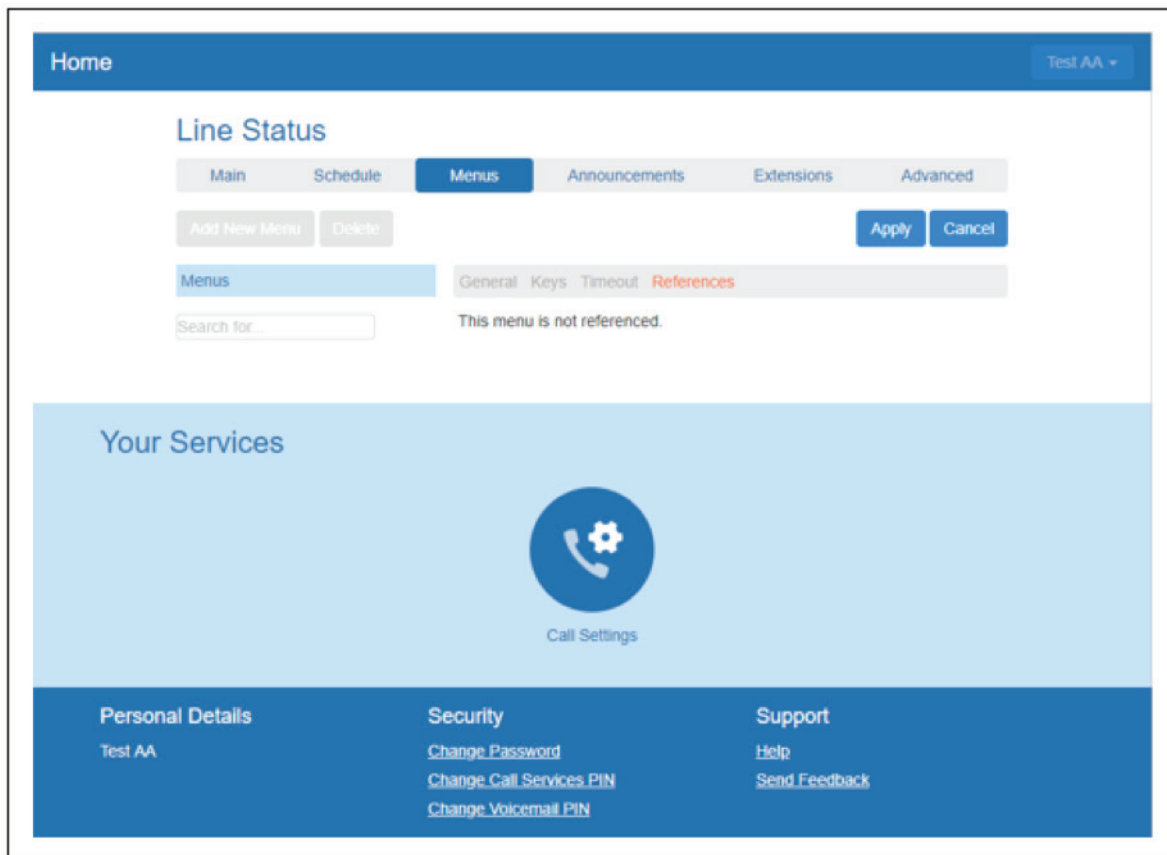 Home
Test AA
Line Status
Main Schedule Menus Announcements Extensions Advanced
Add New Menu Delete Apply Cancel
Menus
General Keys Timeout References
Search for...
This menu is not referenced.
Your Services
Call Settings
Personal Details
Test AA
Security
Change Password
Change Call Services PIN
Change Voicemail PIN
Support
Help
Send Feedback